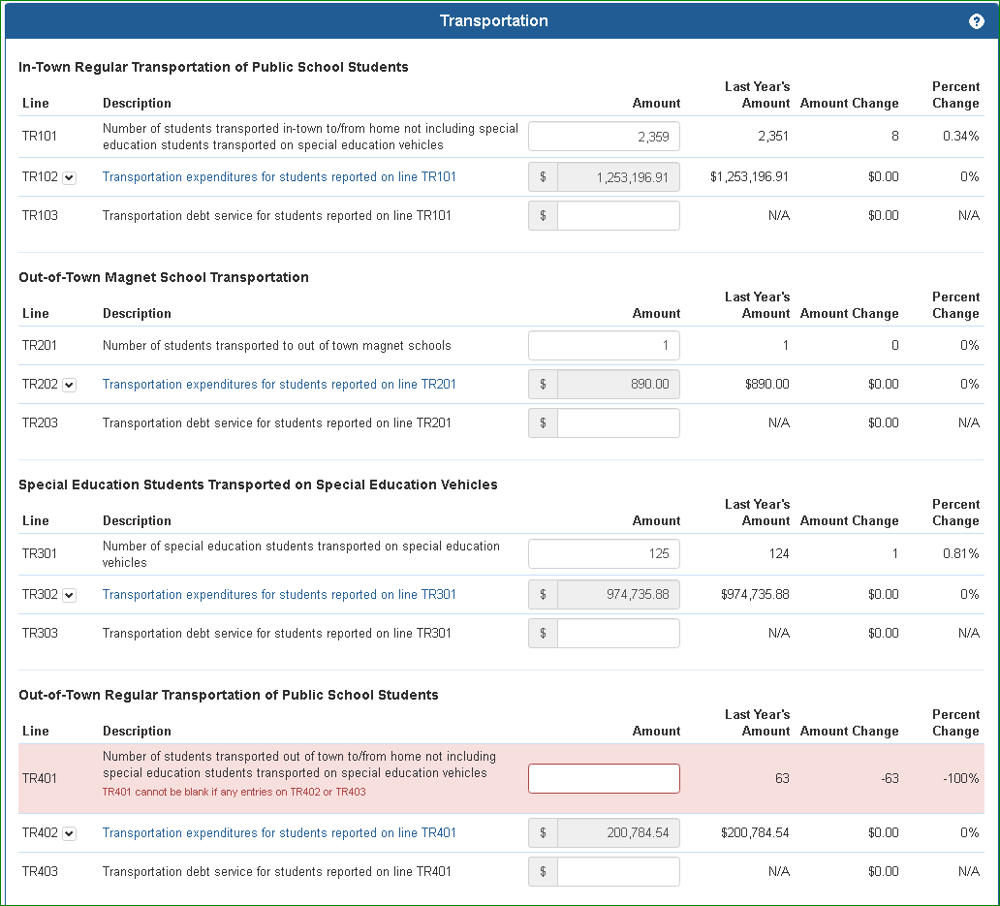 Transportation
?
In-Town Regular Transportation of Public School Students
Line Description Amount Last Year's Amount Amount Change Percent Change
TR101 Number of students transported in-town to/from home not including special
education students transported on special education vehicles 2,359 2,351 8 0.34%
TR102 Transportation expenditures for students reported on line TR101 $ 1,253,196.91 $1,253,196.91 $0.00 0%
TR103 Transportation debt service for students reported on line TR101 $ N/A $0.00 N/A
Out-of-Town Magnet School Transportation
Line Description Amount Last Year's Amount Amount Change Percent Change
TR201 Number of students transported to out of town magnet schools 1 1 0 0%
TR202 Transportation expenditures for students reported on line TR201 $ 890.00 $890.00 $0.00 0%
TR203 Transportation debt service for students reported on line TR201 $ N/A $0.00 N/A
Special Education Students Transported on Special Education Vehicles
Line Description Amount Last Year's Amount Amount Change Percent Change
TR301 Number of special education students transported on special education
vehicles 125 124 1 0.81%
TR302 Transportation expenditures for students reported on line TR301 $ 974,735.88 $974,735.88 $0.00 0%
TR303 Transportation debt service for students reported on line TR301 $ N/A $0.00 N/A
Out-of-Town Regular Transportation of Public School Students
Line Description Amount Last Year's Amount Amount Change Percent Change
TR401 Number of students transported out of town to/from home not including
special education students transported on special education vehicles 63 -63 -100%
TR401 cannot be blank if any entries on TR402 or TR403
TR402 Transportation expenditures for students reported on line TR401 $ 200,784.54 $200,784.54 $0.00 0%
TR403 Transportation debt service for students reported on line TR401 $ N/A $0.00 N/A